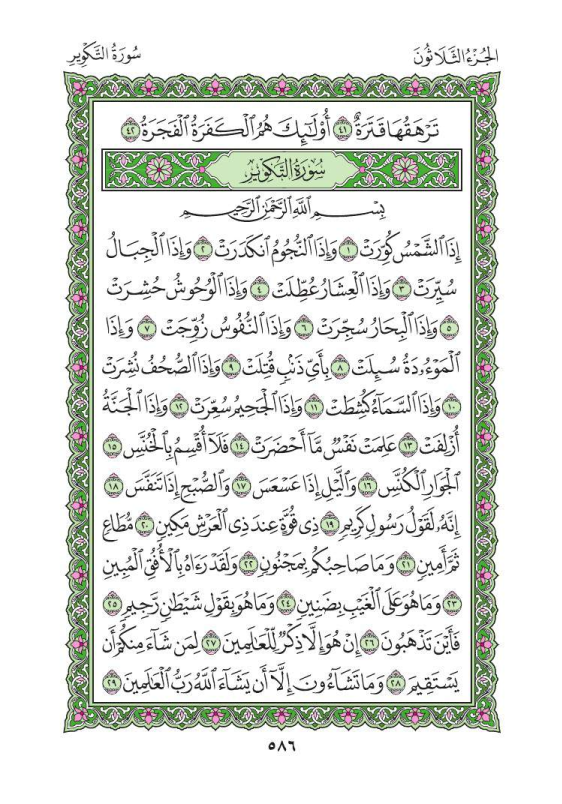 الجُزْءُ الثَّلَاثُونَ
سُورَةُ التَّكْوِيرِ
تَرْهَقُهَا قَتَرَةٌ ٤١ أُوْلَٰٓئِكَ هُمُ ٱلْكَفَرَةُ ٱلْفَجَرَةُ ٤٢
سُورَةُ التَّكْوِيرِ
بِسْمِ ٱللَّهِ ٱلرَّحْمَٰنِ ٱلرَّحِيمِ
إِذَا ٱلشَّمْسُ كُوِّرَتْ ١ وَإِذَا ٱلنُّجُومُ ٱنكَدَرَتْ ٢ وَإِذَا ٱلْجِبَالُ
سُيِّرَتْ ٣ وَإِذَا ٱلْعِشَارُ عُطِّلَتْ ٤ وَإِذَا ٱلْوُحُوشُ حُشِرَتْ
٥ وَإِذَا ٱلْبِحَارُ سُجِّرَتْ ٦ وَإِذَا ٱلنُّفُوسُ زُوِّجَتْ ٧ وَإِذَا
ٱلْمَوْءُۥدَةُ سُئِلَتْ ٨ بِأَيِّ ذَنۢبٍ قُتِلَتْ ٩ وَإِذَا ٱلصُّحُفُ نُشِرَتْ
١٠ وَإِذَا ٱلسَّمَآءُ كُشِطَتْ ١١ وَإِذَا ٱلْجَحِيمُ سُعِّرَتْ ١٢ وَإِذَا ٱلْجَنَّةُ
أُزْلِفَتْ ١٣ عَلِمَتْ نَفْسٌ مَّآ أَحْضَرَتْ ١٤ فَلَآ أُقْسِمُ بِٱلْخُنَّسِ ١٥
ٱلْجَوَارِ ٱلْكُنَّسِ ١٦ وَٱلَّيْلِ إِذَا عَسْعَسَ ١٧ وَٱلصُّبْحِ إِذَا تَنَفَّسَ ١٨
إِنَّهُۥ لَقَوْلُ رَسُولٍ كَرِيمٍ ١٩ ذِى قُوَّةٍ عِندَ ذِى ٱلْعَرْشِ مَكِينٍ ٢٠ مُّطَاعٍ
ثَمَّ أَمِينٍ ٢١ وَمَا صَاحِبُكُم بِمَجْنُونٍ ٢٢ وَلَقَدْ رَءَاهُ بِٱلْأُفُقِ ٱلْمُبِينِ
٢٣ وَمَا هُوَ عَلَى ٱلْغَيْبِ بِضَنِينٍ ٢٤ وَمَا هُوَ بِقَوْلِ شَيْطَٰنٍ رَّجِيمٍ ٢٥
فَأَيْنَ تَذْهَبُونَ ٢٦ إِنْ هُوَ إِلَّا ذِكْرٌ لِّلْعَٰلَمِينَ ٢٧ لِمَن شَآءَ مِنكُمْ أَن
يَسْتَقِيمَ ٢٨ وَمَا تَشَآءُونَ إِلَّآ أَن يَشَآءَ ٱللَّهُ رَبُّ ٱلْعَٰلَمِينَ ٢٩
٥٨٦